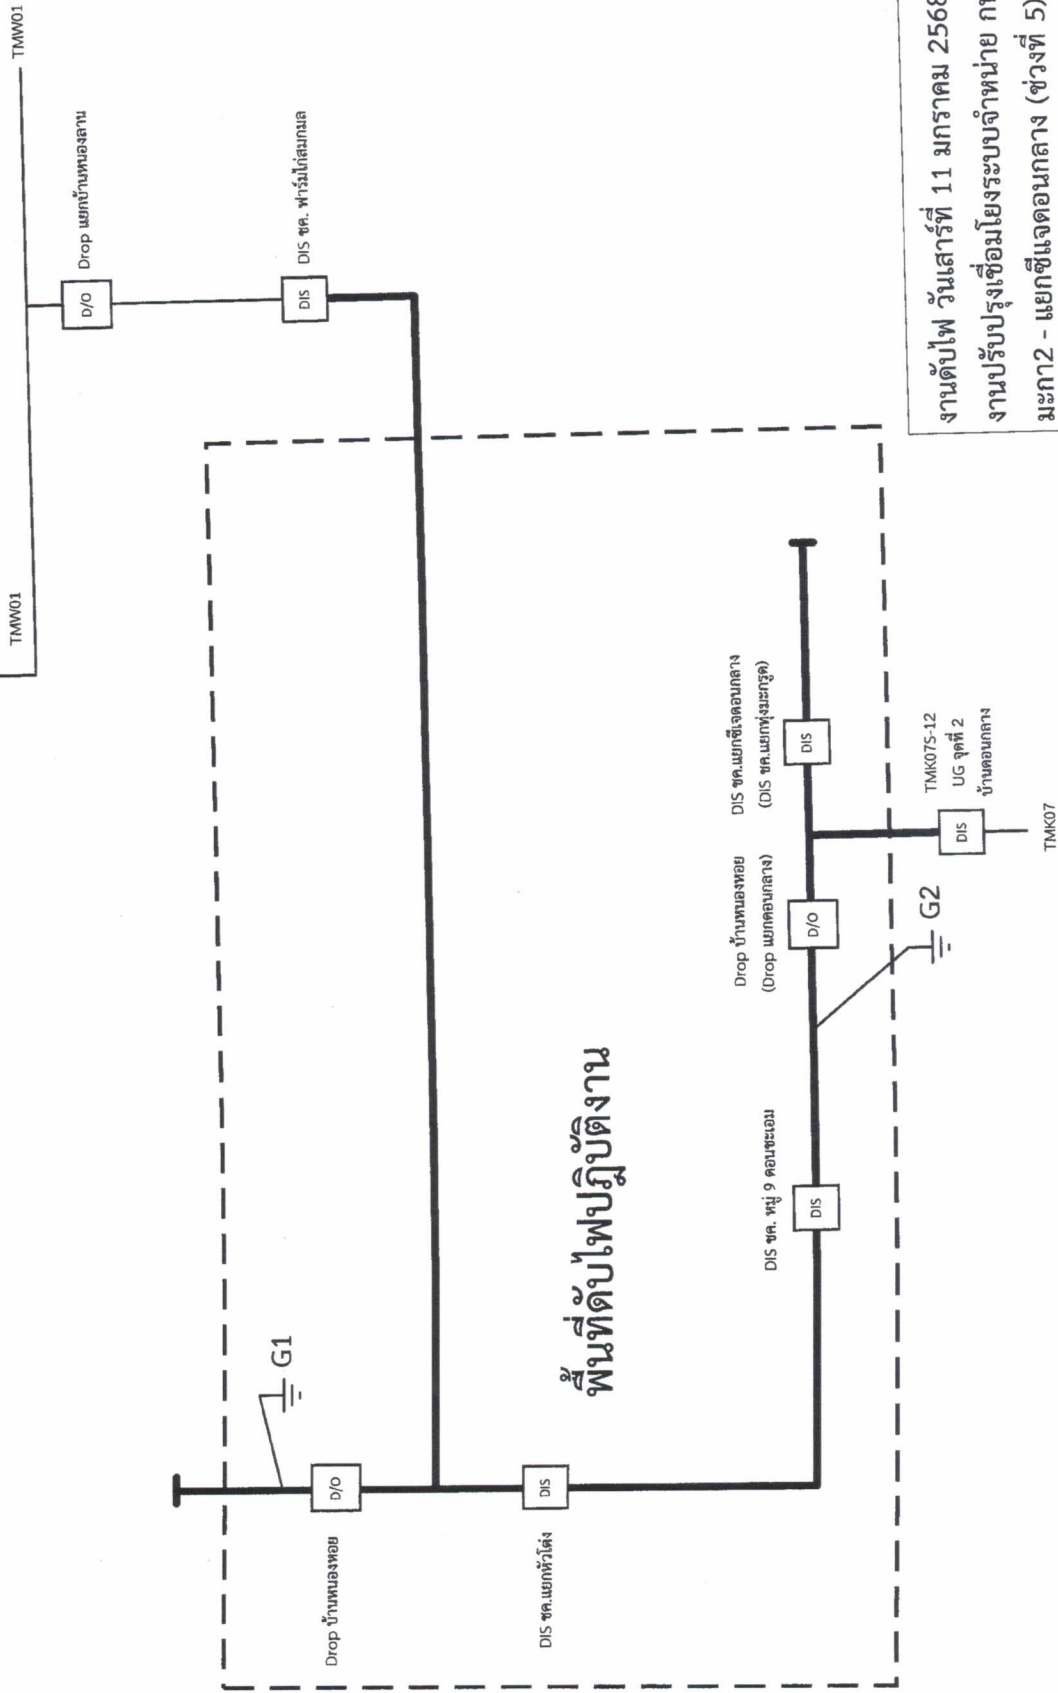 TMW01
TMW01
D/O
Drop แยกบ้านหนองลาน
DIS
DIS ชค. ฟาร์มไก่สมกมล
G1
D/O
Drop บ้านหนองหอย
DIS
DIS ชค.แยกหัวโต่ง
พื้นที่ดับไฟปฏิบัติงาน
DIS ชค. หมู่ 9 ดอนชะเอม
DIS
Drop บ้านหนองหอย
(Drop แยกดอนกลาง)
D/O
DIS ชค.แยกซีแจดอนกลาง
(DIS ชค.แยกทุ่งมะกรูด)
DIS
G2
DIS
TMK07S-12
UG จุดที่ 2
บ้านดอนกลาง
TMK07
งานดับไฟ วันเสาร์ที่ 11 มกราคม 2568
งานปรับปรุงเชื่อมโยงระบบจำหน่าย
มะกา2 - แยกซีแจดอนกลาง (ช่วงที่ 5)